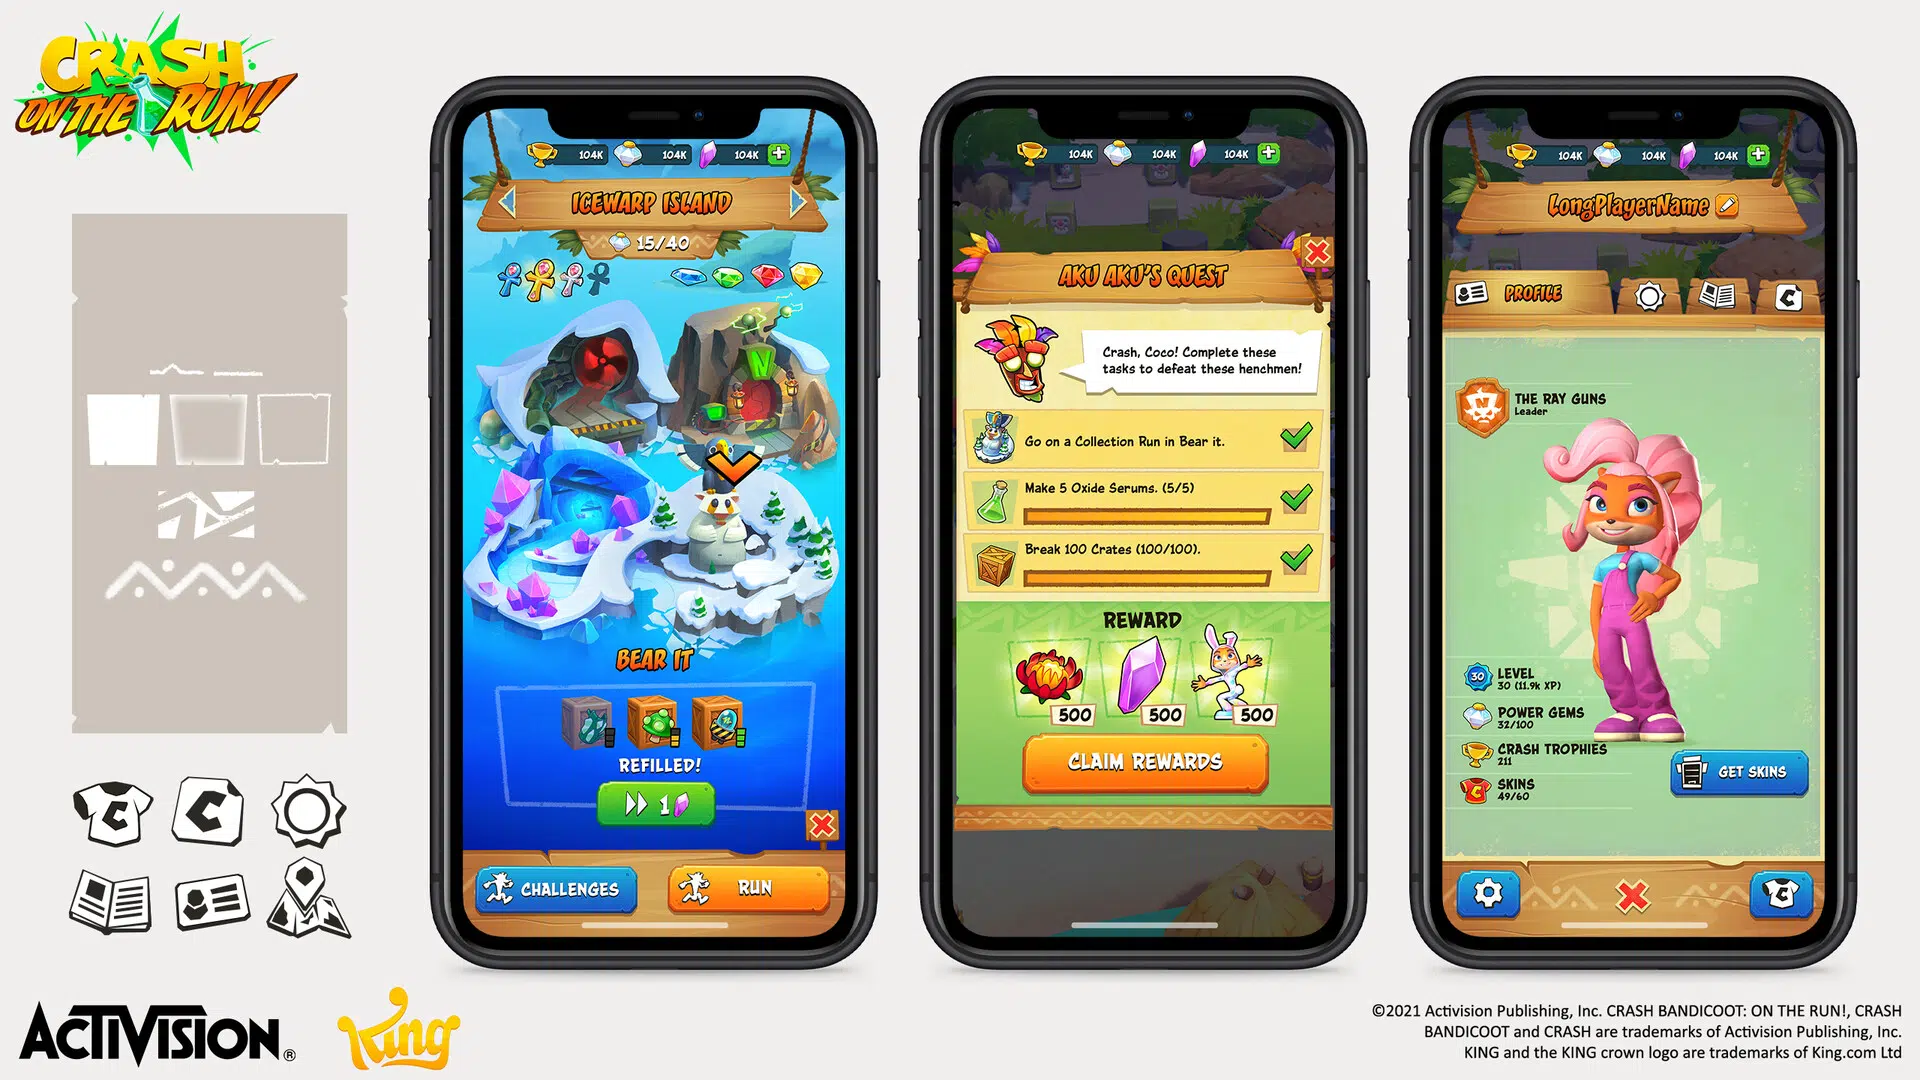 CRASH
ON THE RUN!
104K 104K 104K
ICEWARP ISLAND
15/40
N
BEAR IT
REFILLED!
1
CHALLENGES
RUN
104K 104K 104K
AKU AKU'S QUEST
Crash, Coco! Complete these
tasks to defeat these henchmen!
Go on a Collection Run in Bear it.
Make 5 Oxide Serums. (5/5)
Break 100 Crates (100/100).
REWARD
500 500 500
CLAIM REWARDS
104K 104K 104K
LongPlayerName
PROFILE
C
THE RAY GUNS
Leader
N
30
LEVEL
30 (11.9k XP)
POWER GEMS
32/100
CRASH TROPHIES
211
C
SKINS
49/60
GET SKINS
C
C C
ACTIVISION®
King
©2021 Activision Publishing, Inc. CRASH BANDICOOT: ON THE RUN!, CRASH
BANDICOOT and CRASH are trademarks of Activision Publishing, Inc.
KING and the KING crown logo are trademarks of King.com Ltd